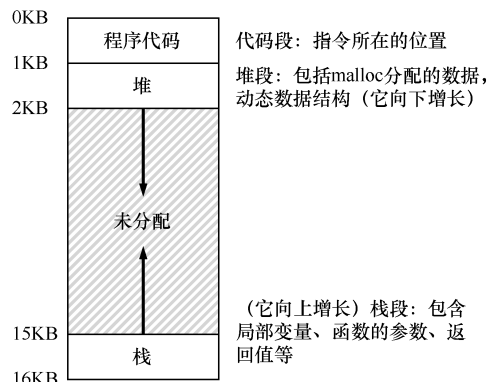 0KB
程序代码
代码段：指令所在的位置
1KB
堆
堆段：包括malloc分配的数据，
动态数据结构（它向下增长）
2KB
未分配
（它向上增长）栈段：包含
局部变量、函数的参数、返
回值等
15KB
栈
16KB